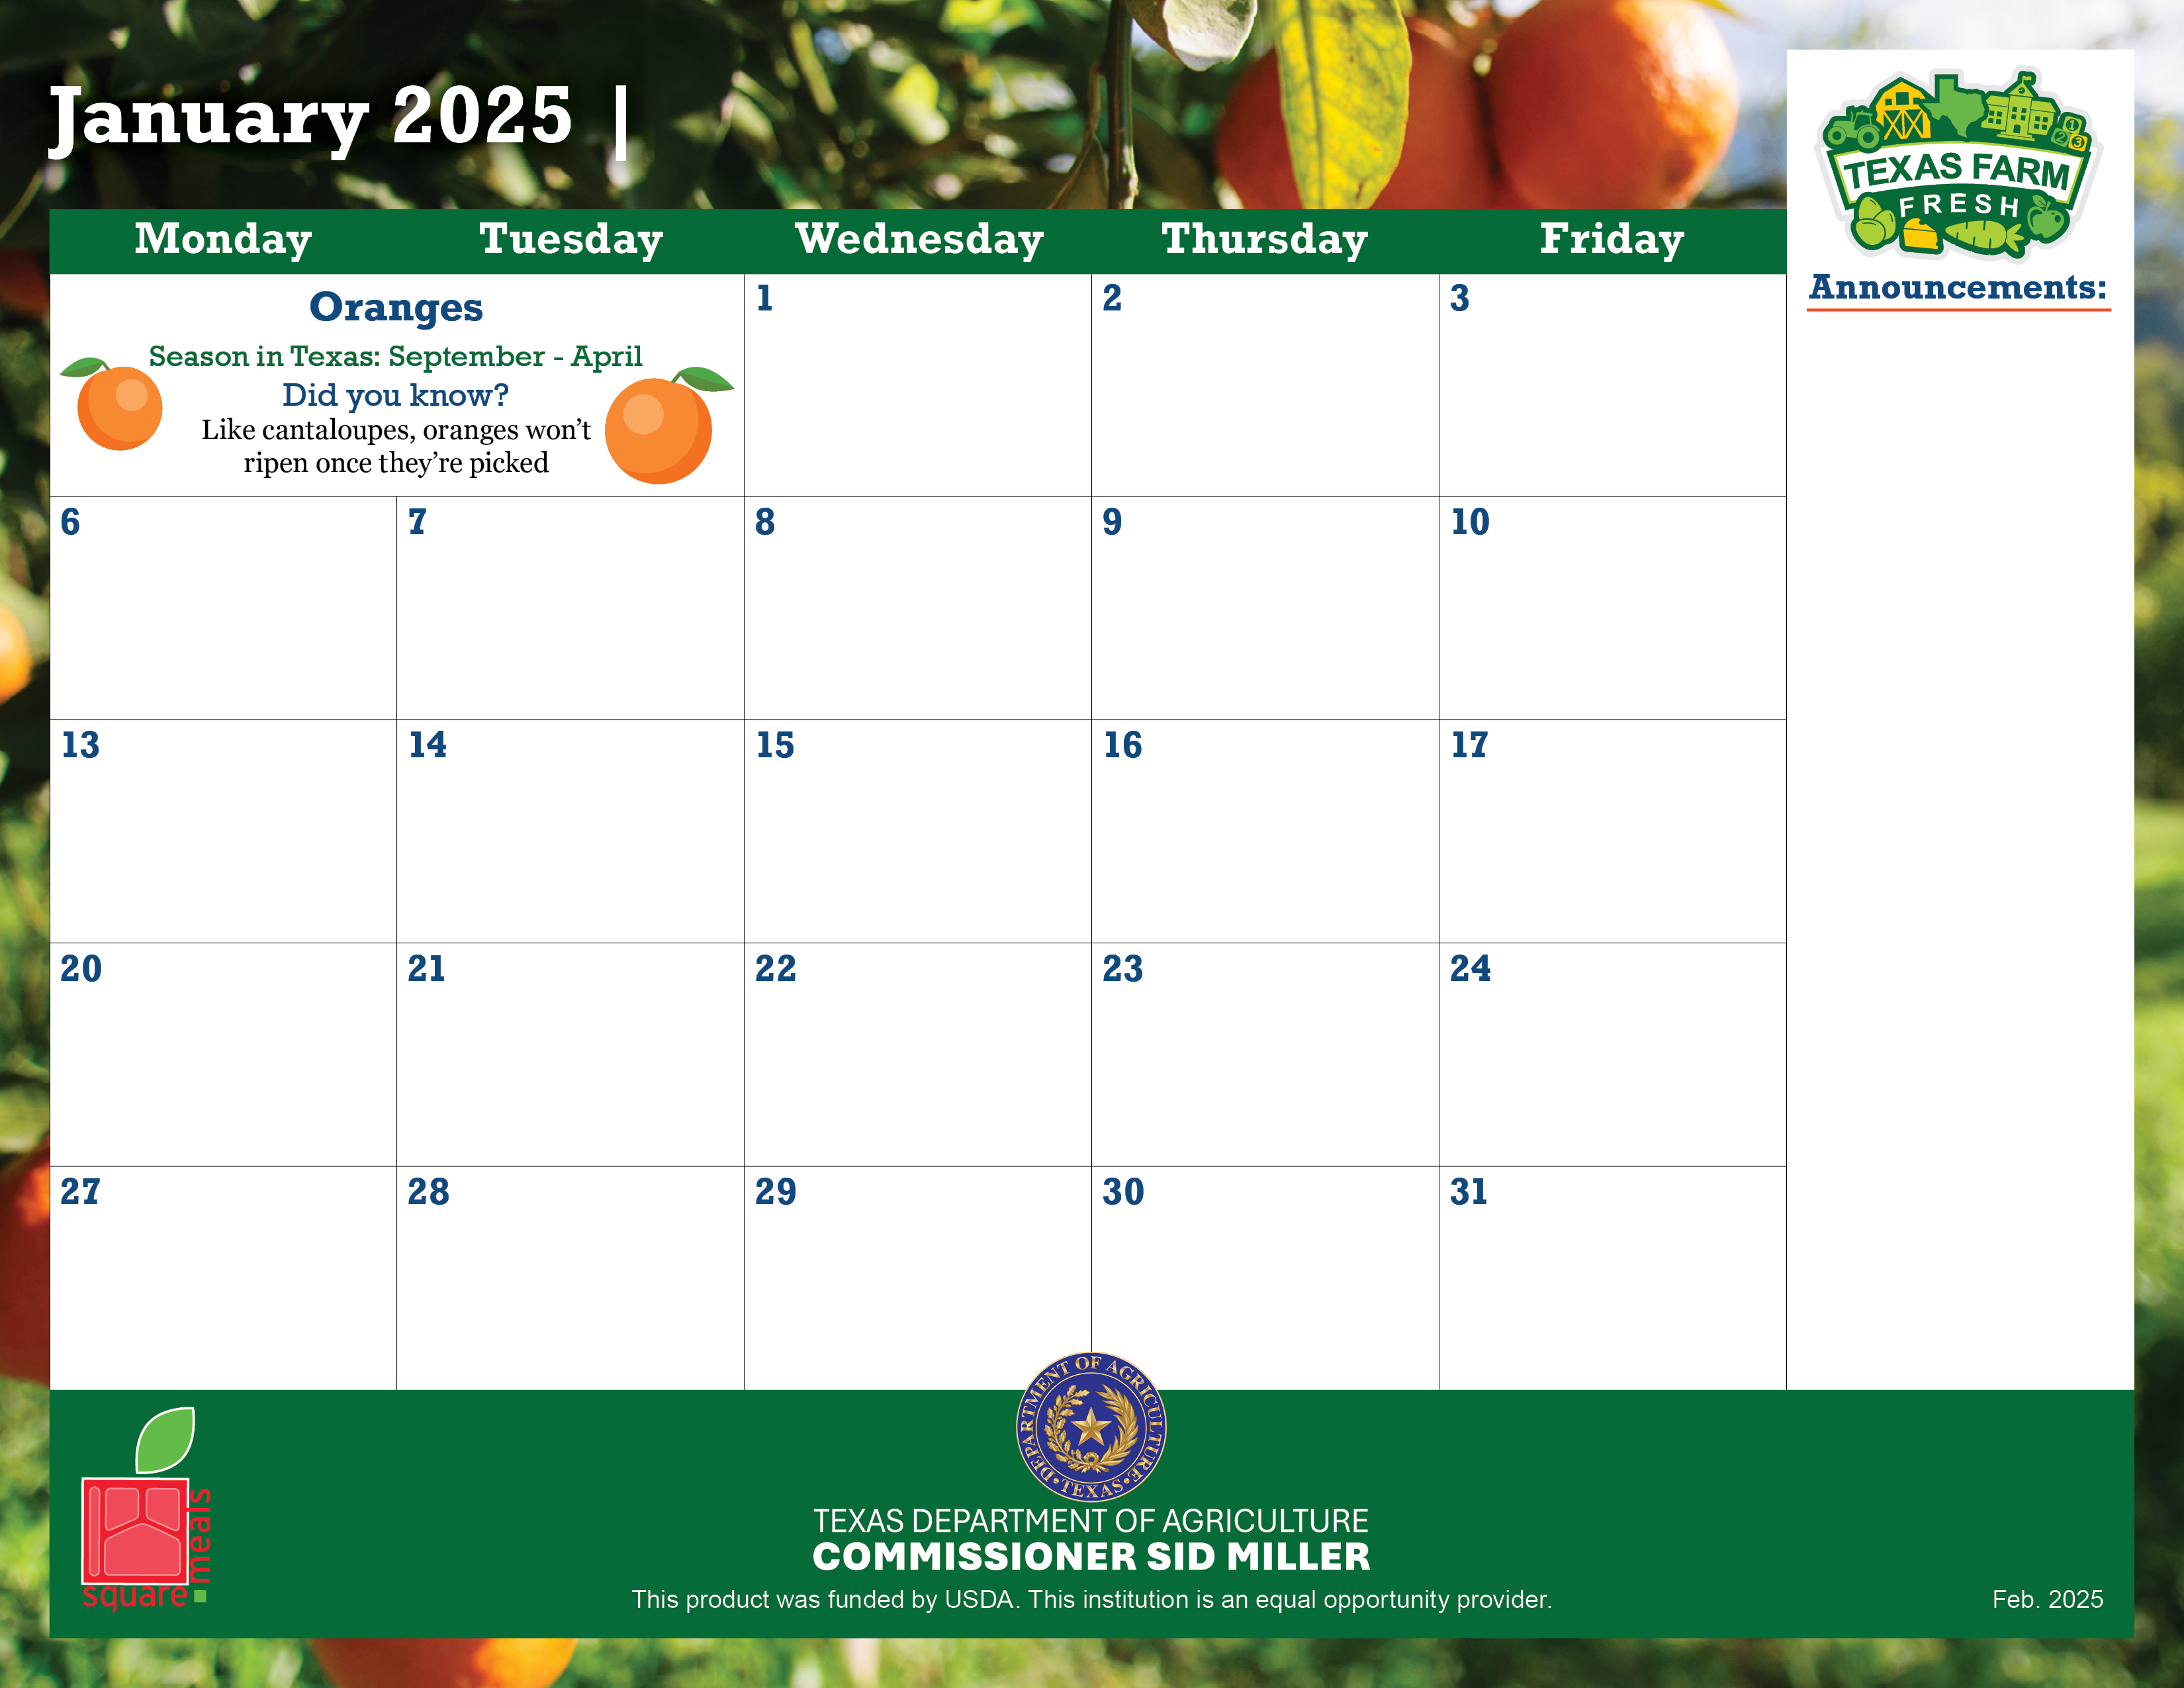 January 2025 |
TEXAS FARM
FRESH
1
2
3
Monday Tuesday Wednesday Thursday Friday
Announcements:
Oranges
Season in Texas: September - April
Did you know?
Like cantaloupes, oranges won't
ripen once they're picked
1 2 3
6 7 8 9 10
13 14 15 16 17
20 21 22 23 24
27 28 29 30 31
DEPARTMENT OF AGRICULTURE
TEXAS
square meals
TEXAS DEPARTMENT OF AGRICULTURE
COMMISSIONER SID MILLER
This product was funded by USDA. This institution is an equal opportunity provider.
Feb. 2025